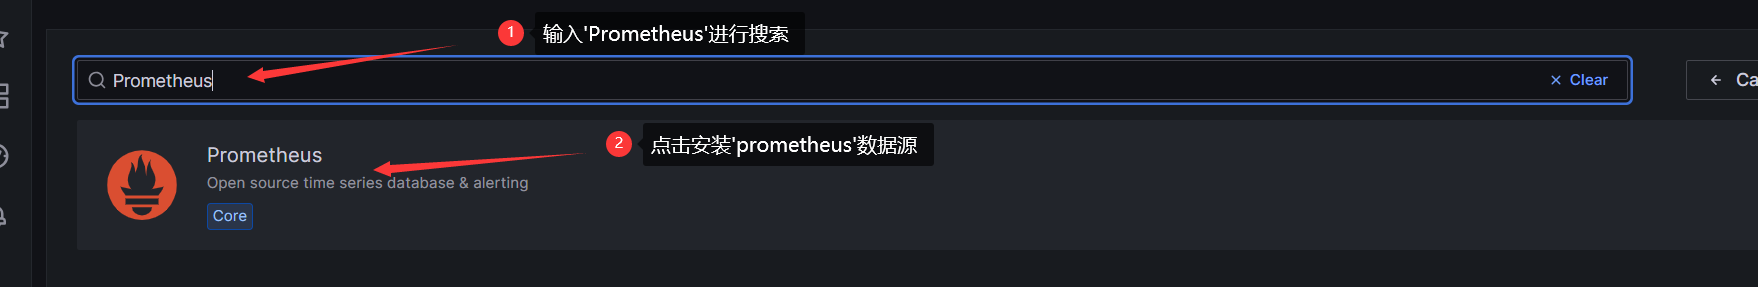 1 输入'Prometheus'进行搜索
Prometheus
Clear
Ca
2 点击安装'prometheus'数据源
Prometheus
Open source time series database & alerting
Core